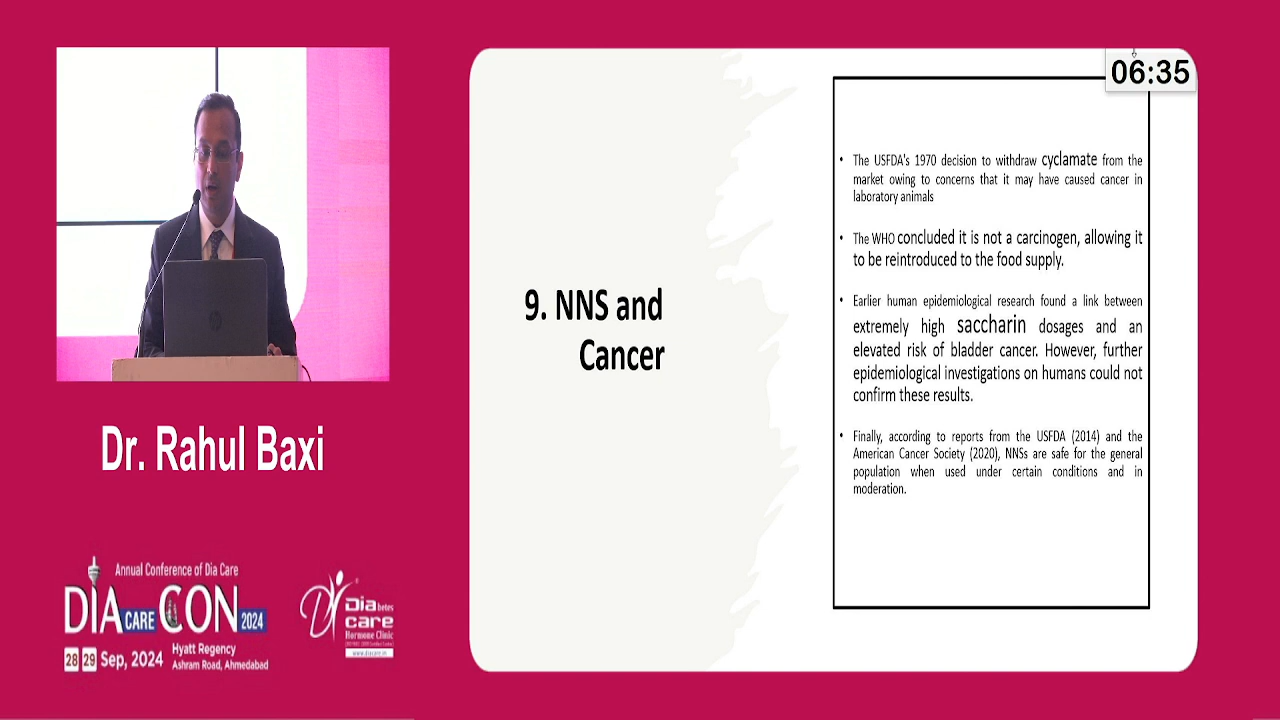 06:35
The USFDA's 1970 decision to withdraw cyclamate from the
market owing to concerns that it may have caused cancer in
laboratory animals
The WHO concluded it is not a carcinogen, allowing it
to be reintroduced to the food supply.
9. NNS and
Cancer
Earlier human epidemiological research found a link between
extremely high saccharin dosages and an
elevated risk of bladder cancer. However, further
epidemiological investigations on humans could not
confirm these results.
Finally, according to reports from the USFDA (2014) and the
American Cancer Society (2020), NNSs are safe for the general
population when used under certain conditions and in
moderation.
Dr. Rahul Baxi
Annual Conference of Dia Care
DIA CARE CON 2024
28 29 Sep, 2024
Hyatt Regency
Ashram Road, Ahmedabad
Diabetes
care
Hormone Clinic
www.diacare.in